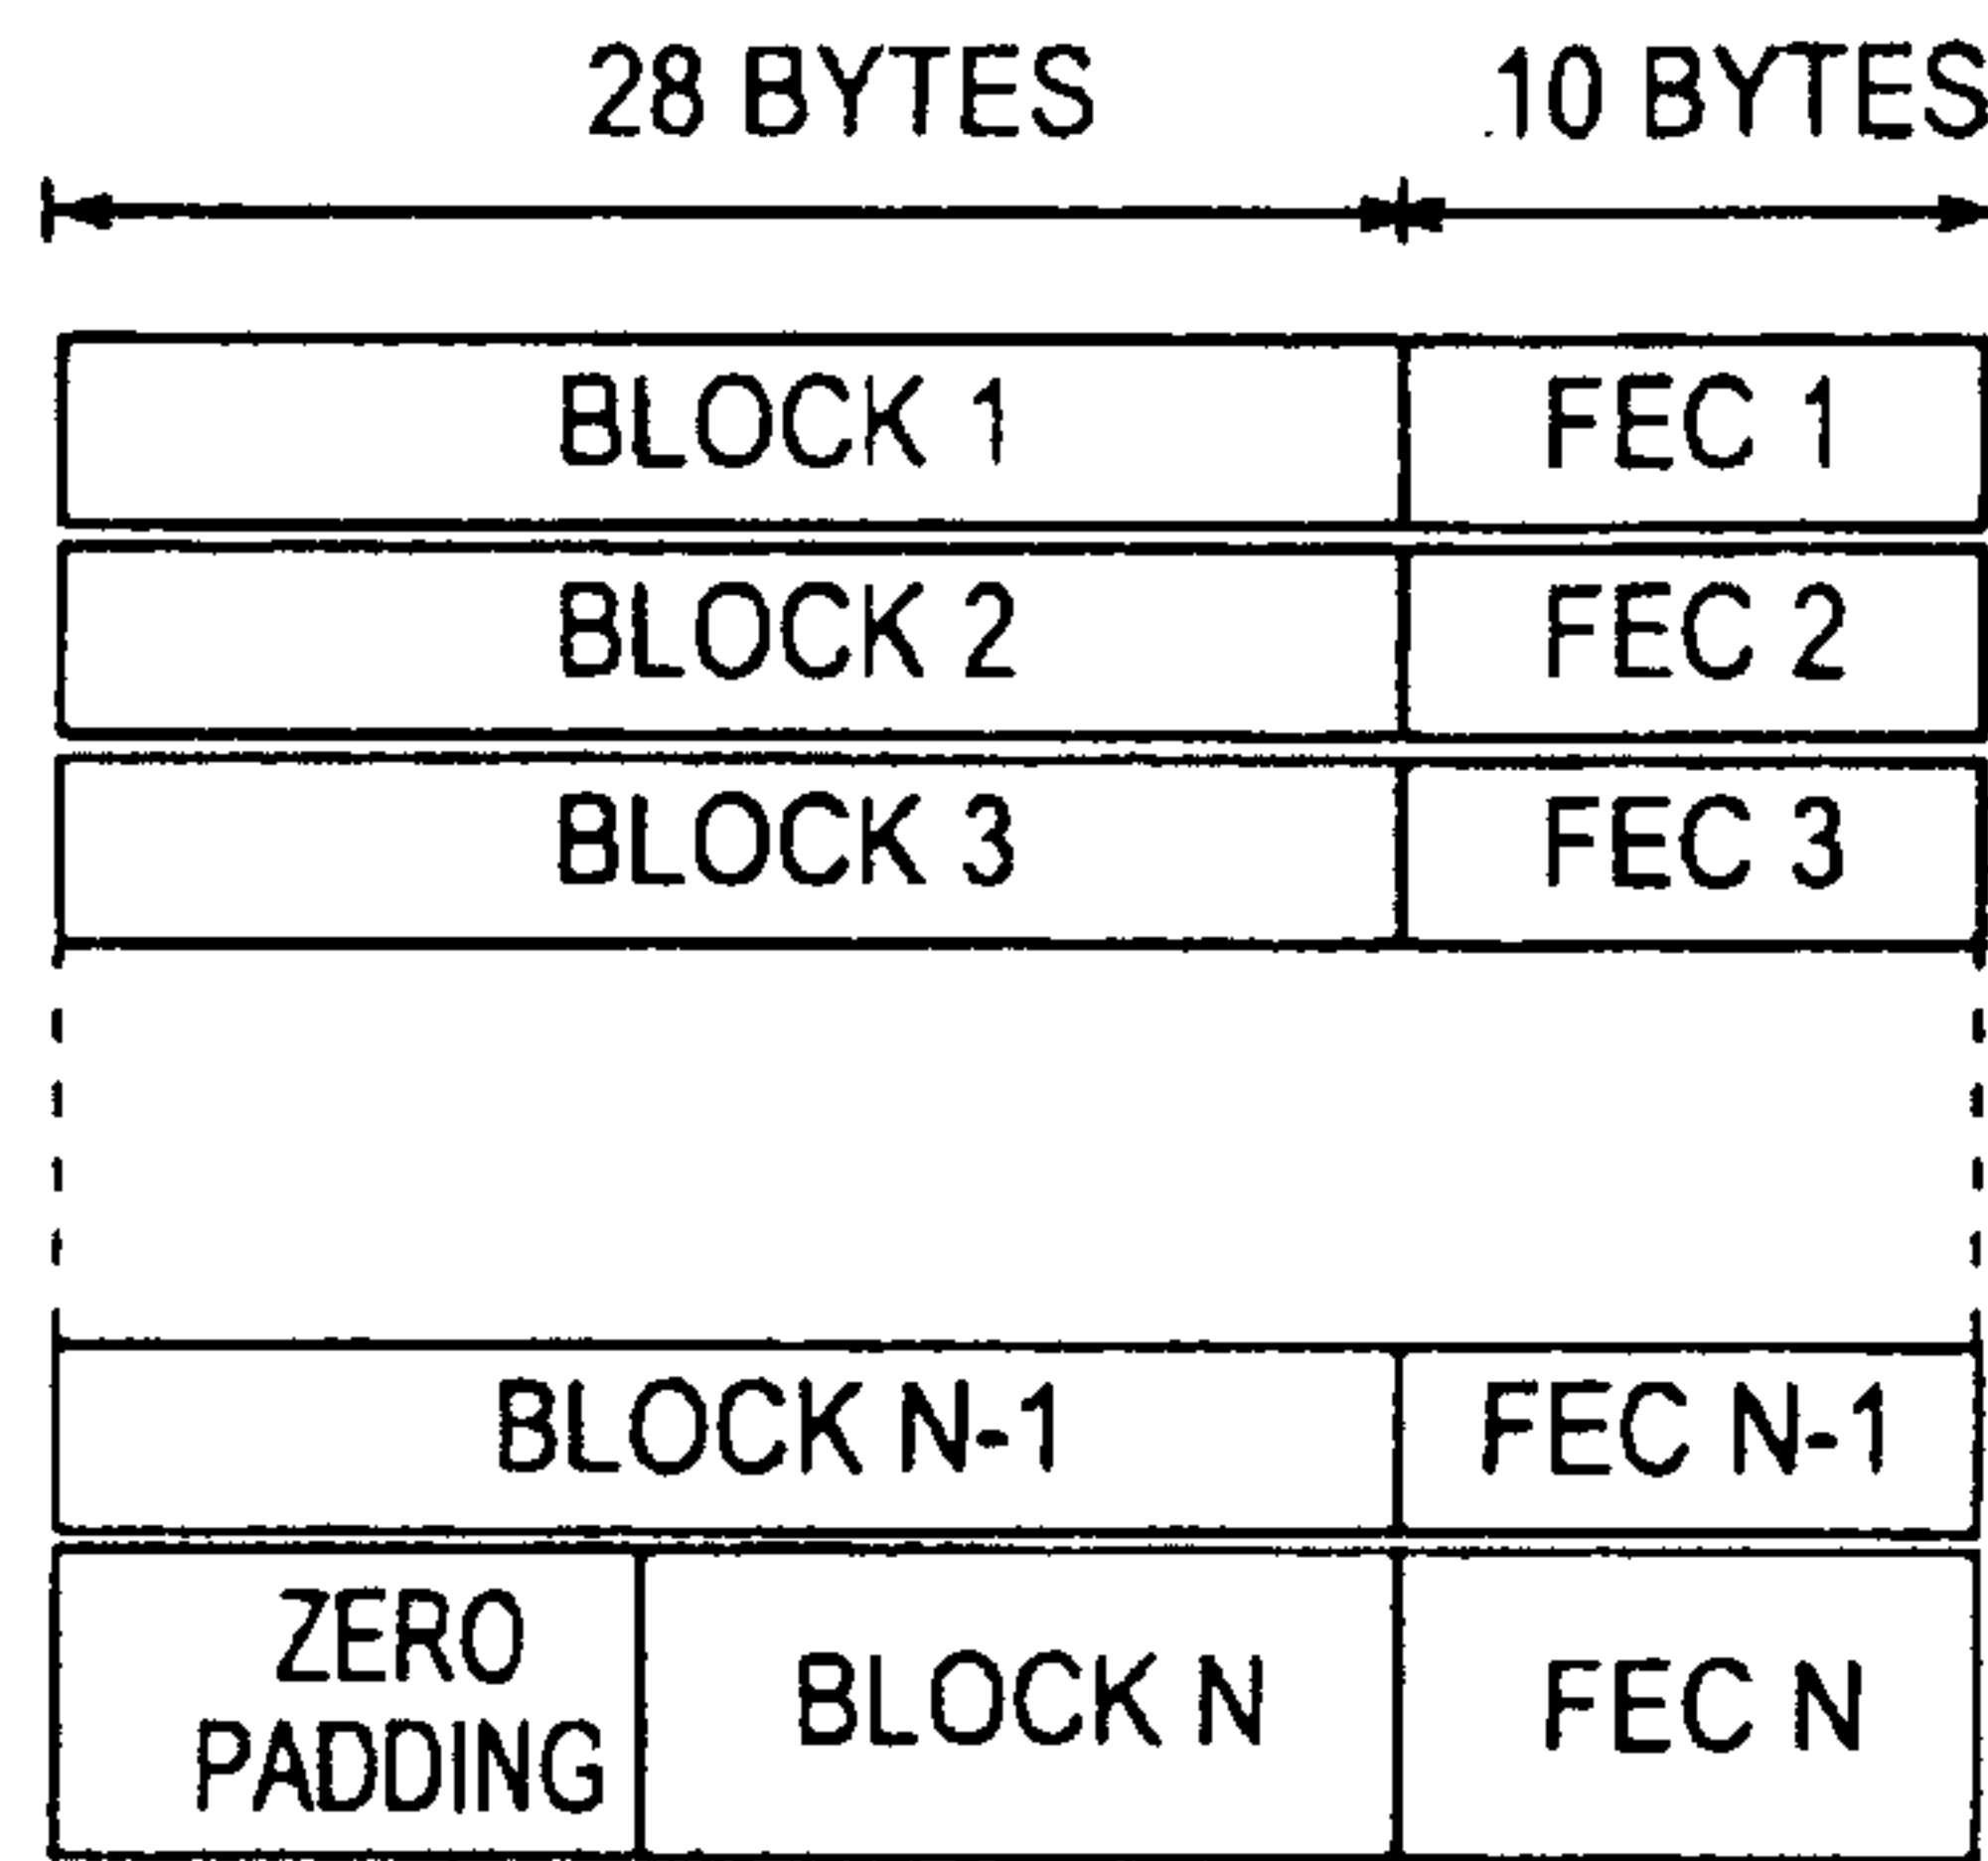 28 BYTES 10 BYTES
BLOCK 1 FEC 1
BLOCK 2 FEC 2
BLOCK 3 FEC 3
BLOCK N-1 FEC N-1
ZERO
PADDING
BLOCK N FEC N